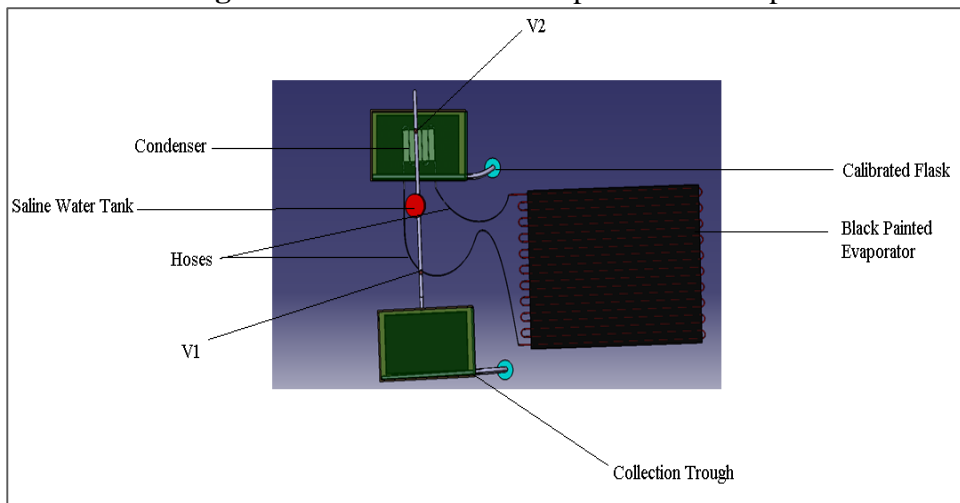 V2
Condenser
Calibrated Flask
Saline Water Tank
Black Painted
Evaporator
Hoses
V1
Collection Trough